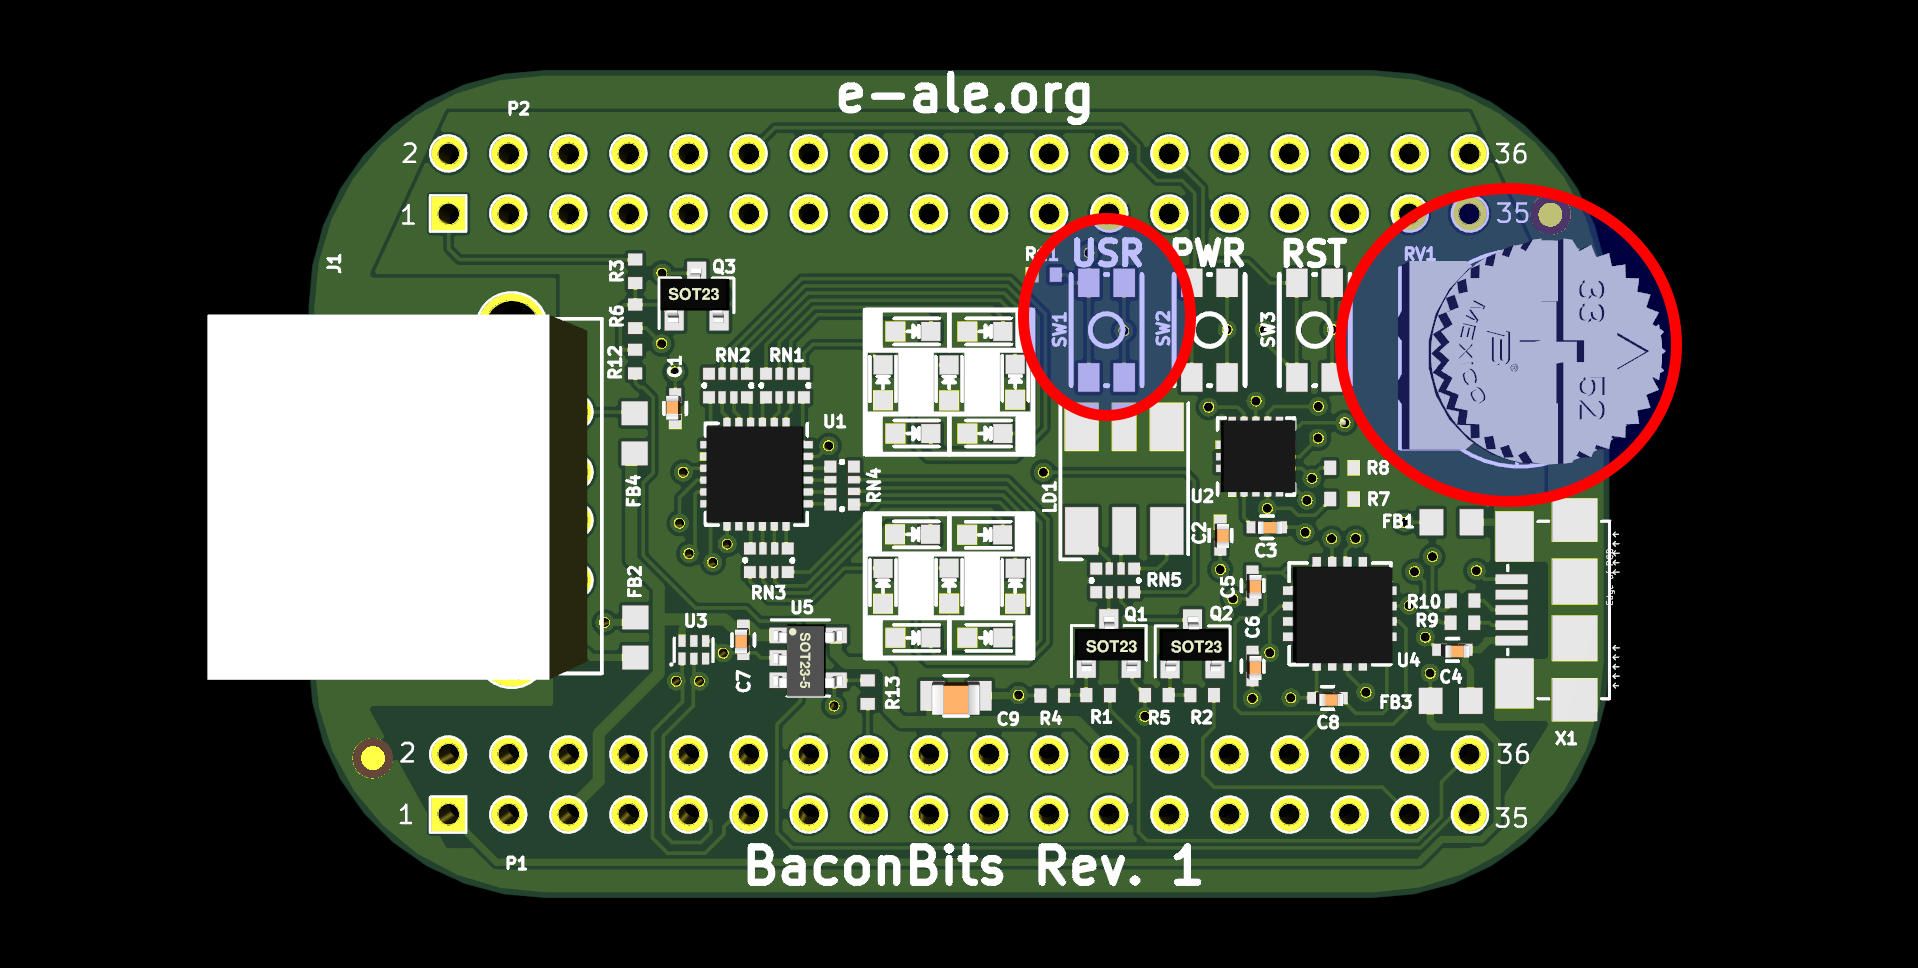 e-ale.org
P2
2
36
1
35
J1
USR
PWR
RST
RV1
R3
Q3
SOT23
R6
SW1
SW2
SW3
33
MEXICO
52
R12
C1
RN2
RN1
U1
RN4
R8
FB4
LD1
U2
R7
C2
C3
FB1
FB2
RN3
RN5
C5
R10
U5
Q1
Q2
R9
U3
SOT23-5
SOT23
SOT23
C6
U4
C7
C4
R13
C9
R4
R1
R5
R2
C8
FB3
X1
2
36
1
35
P1
BaconBits Rev. 1